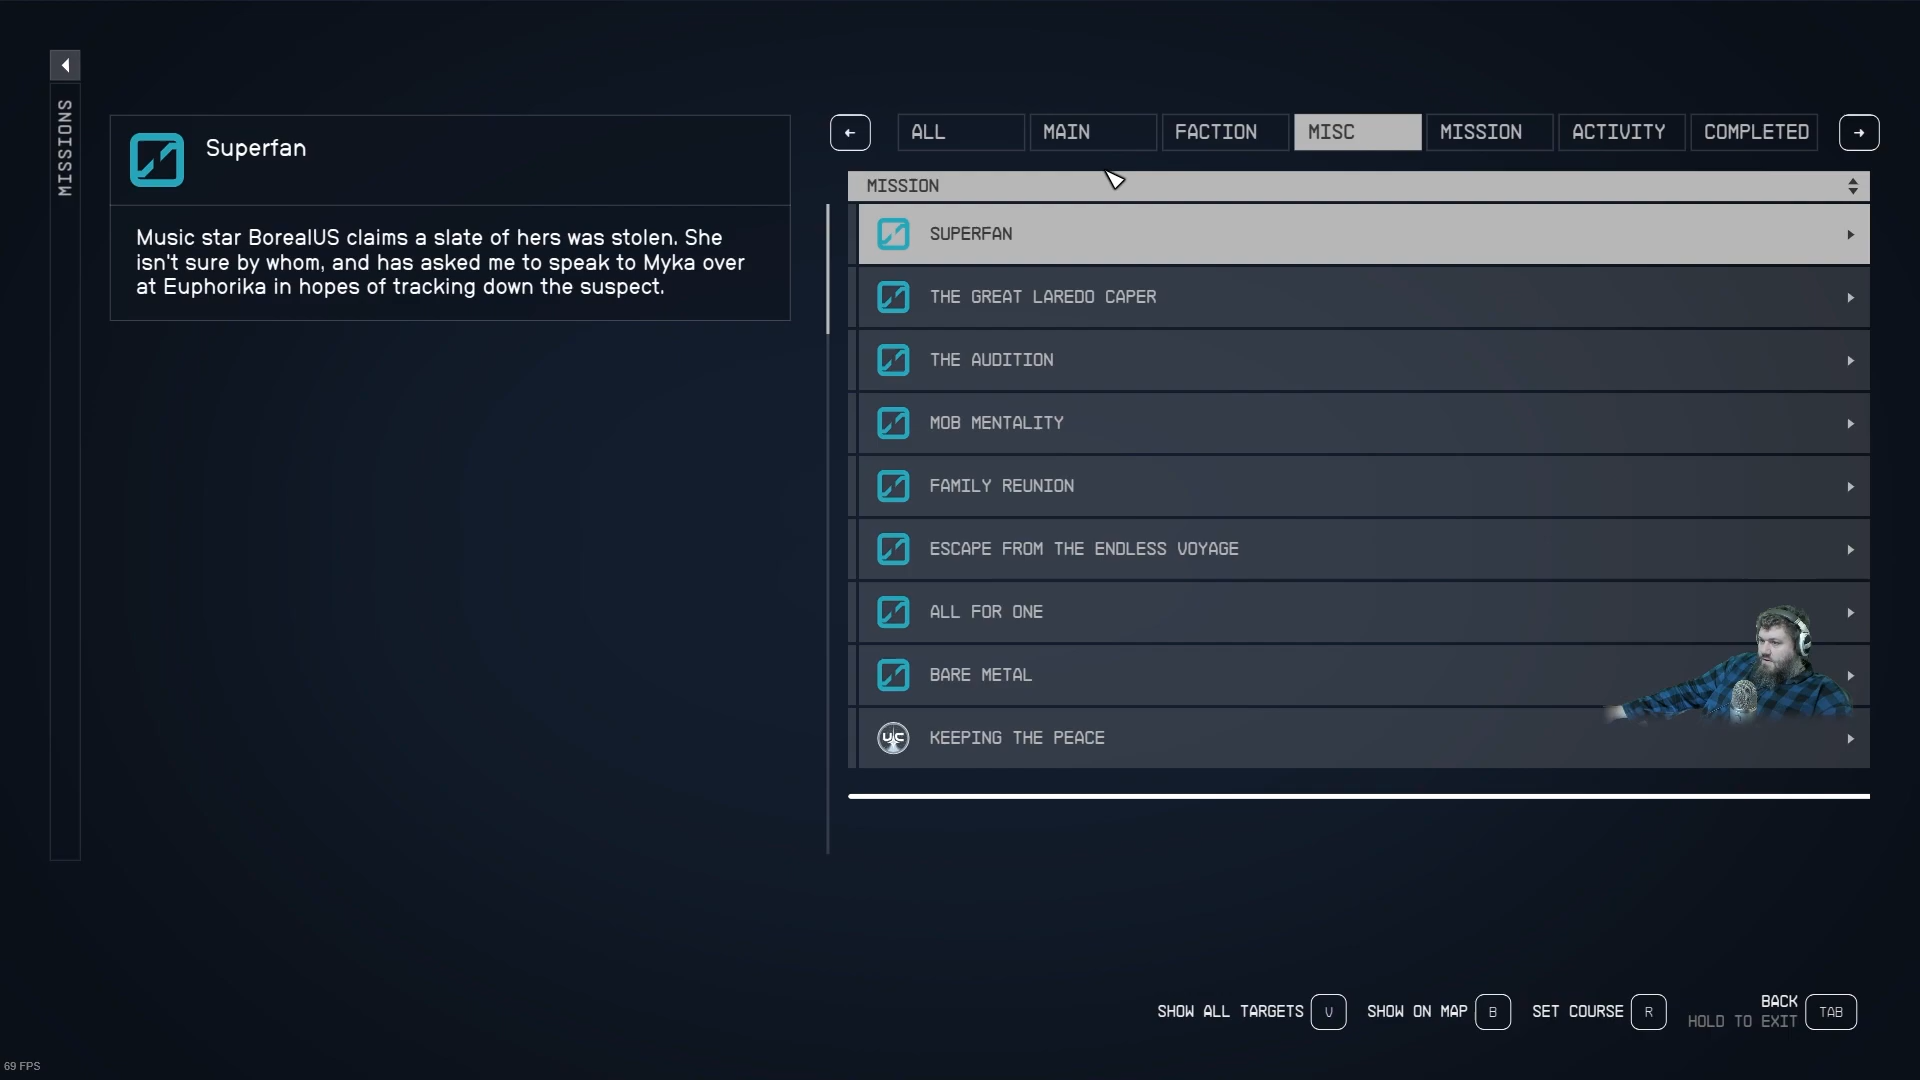 MISSIONS
Superfan
Music star BorealUS claims a slate of hers was stolen. She
isn't sure by whom, and has asked me to speak to Myka over
at Euphorika in hopes of tracking down the suspect.
ALL MAIN FACTION MISC MISSION ACTIVITY COMPLETED
MISSION
SUPERFAN
THE GREAT LAREDO CAPER
THE AUDITION
MOB MENTALITY
FAMILY REUNION
ESCAPE FROM THE ENDLESS VOYAGE
ALL FOR ONE
BARE METAL
UC KEEPING THE PEACE
SHOW ALL TARGETS V SHOW ON MAP B SET COURSE R BACK TAB
HOLD TO EXIT
69 FPS